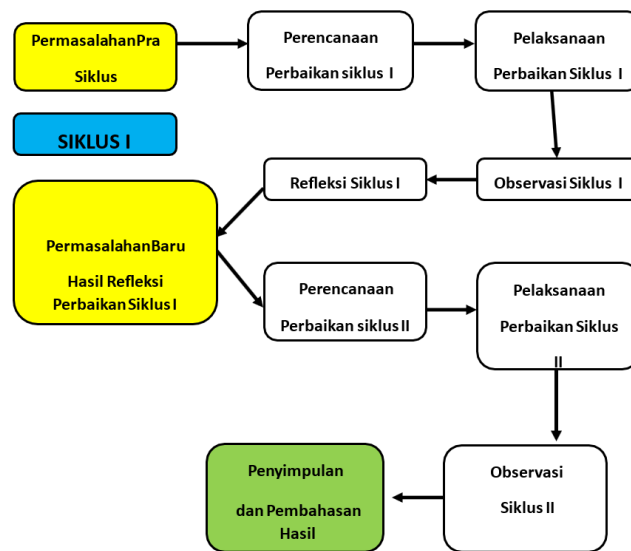 PermasalahanPra
Siklus
Perencanaan
Perbaikan siklus I
Pelaksanaan
Perbaikan Siklus I
SIKLUS I
Observasi Siklus I
Refleksi Siklus I
PermasalahanBaru
Hasil Refleksi
Perbaikan Siklus I
Perencanaan
Perbaikan siklus II
Pelaksanaan
Perbaikan Siklus
II
Observasi
Siklus II
Penyimpulan
dan Pembahasan
Hasil